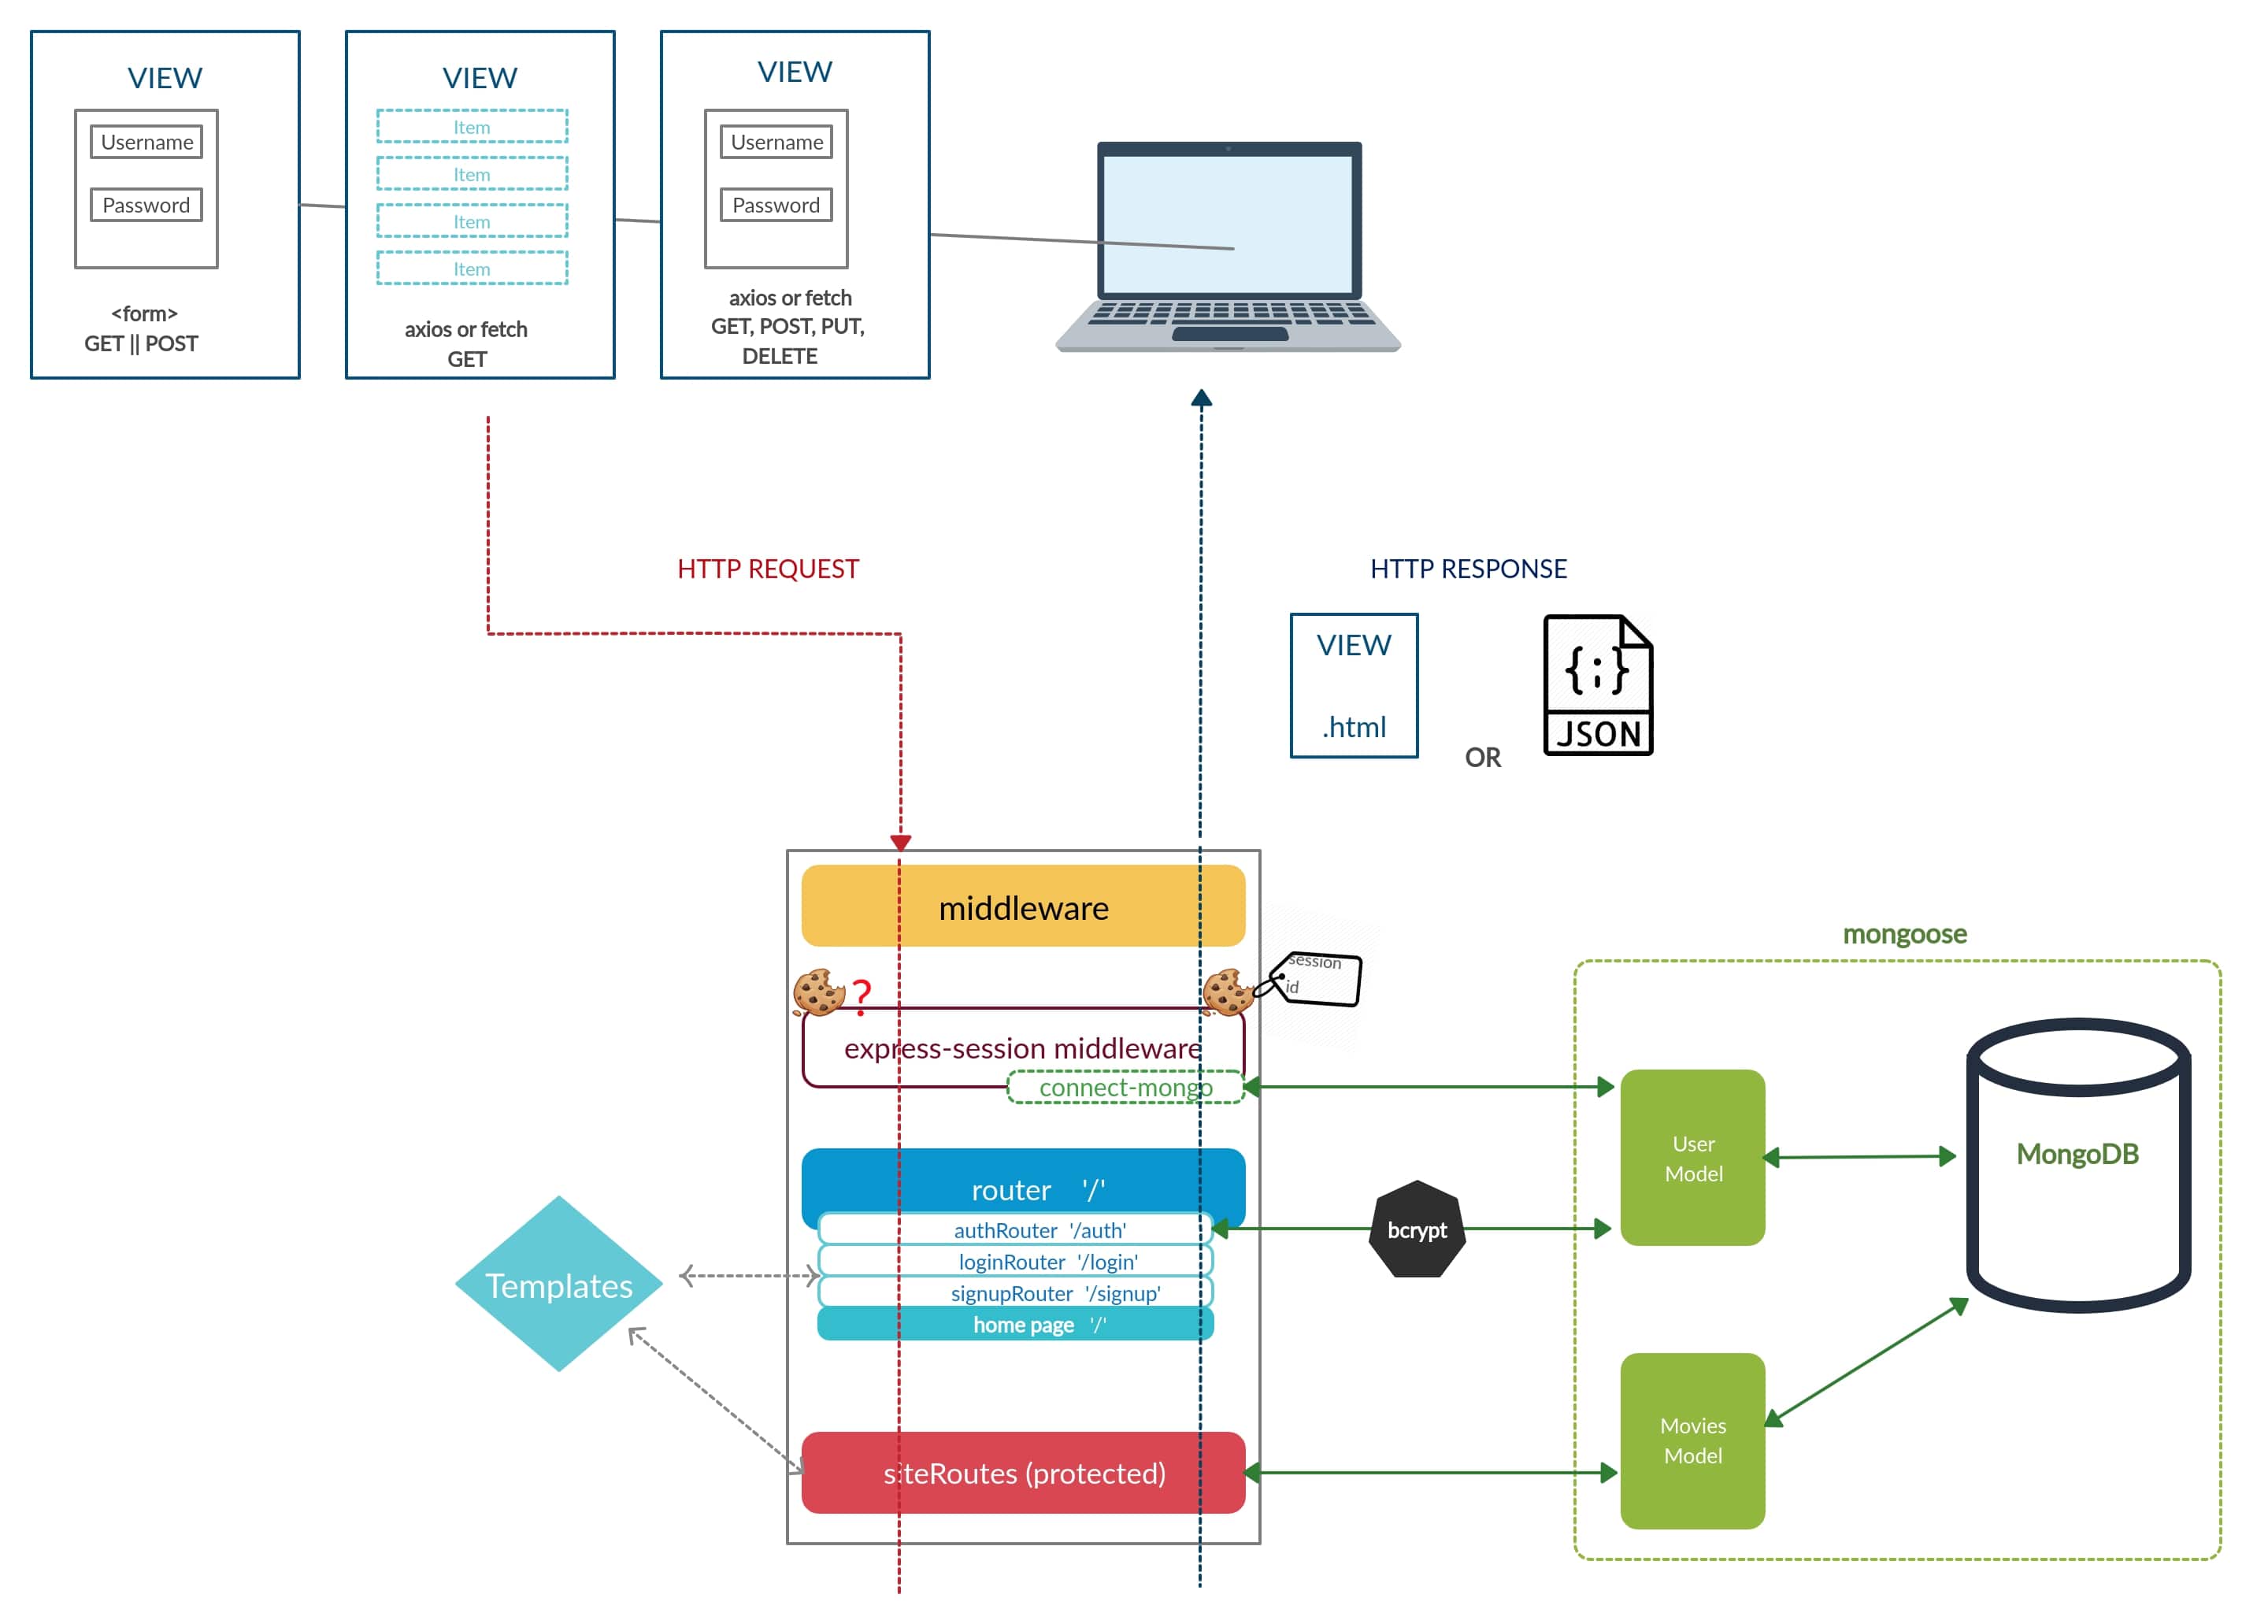 VIEW
Username
Password
<form>
GET || POST
VIEW
Item
Item
Item
Item
axios or fetch
GET
VIEW
Username
Password
axios or fetch
GET, POST, PUT,
DELETE
HTTP REQUEST
HTTP RESPONSE
VIEW
.html
OR
{;}
JSON
middleware
?
session
id
express-session middleware
connect-mongo
router '/'
authRouter '/auth'
loginRouter '/login'
signupRouter '/signup'
home page '/'
siteRoutes (protected)
Templates
bcrypt
mongoose
User
Model
MongoDB
Movies
Model